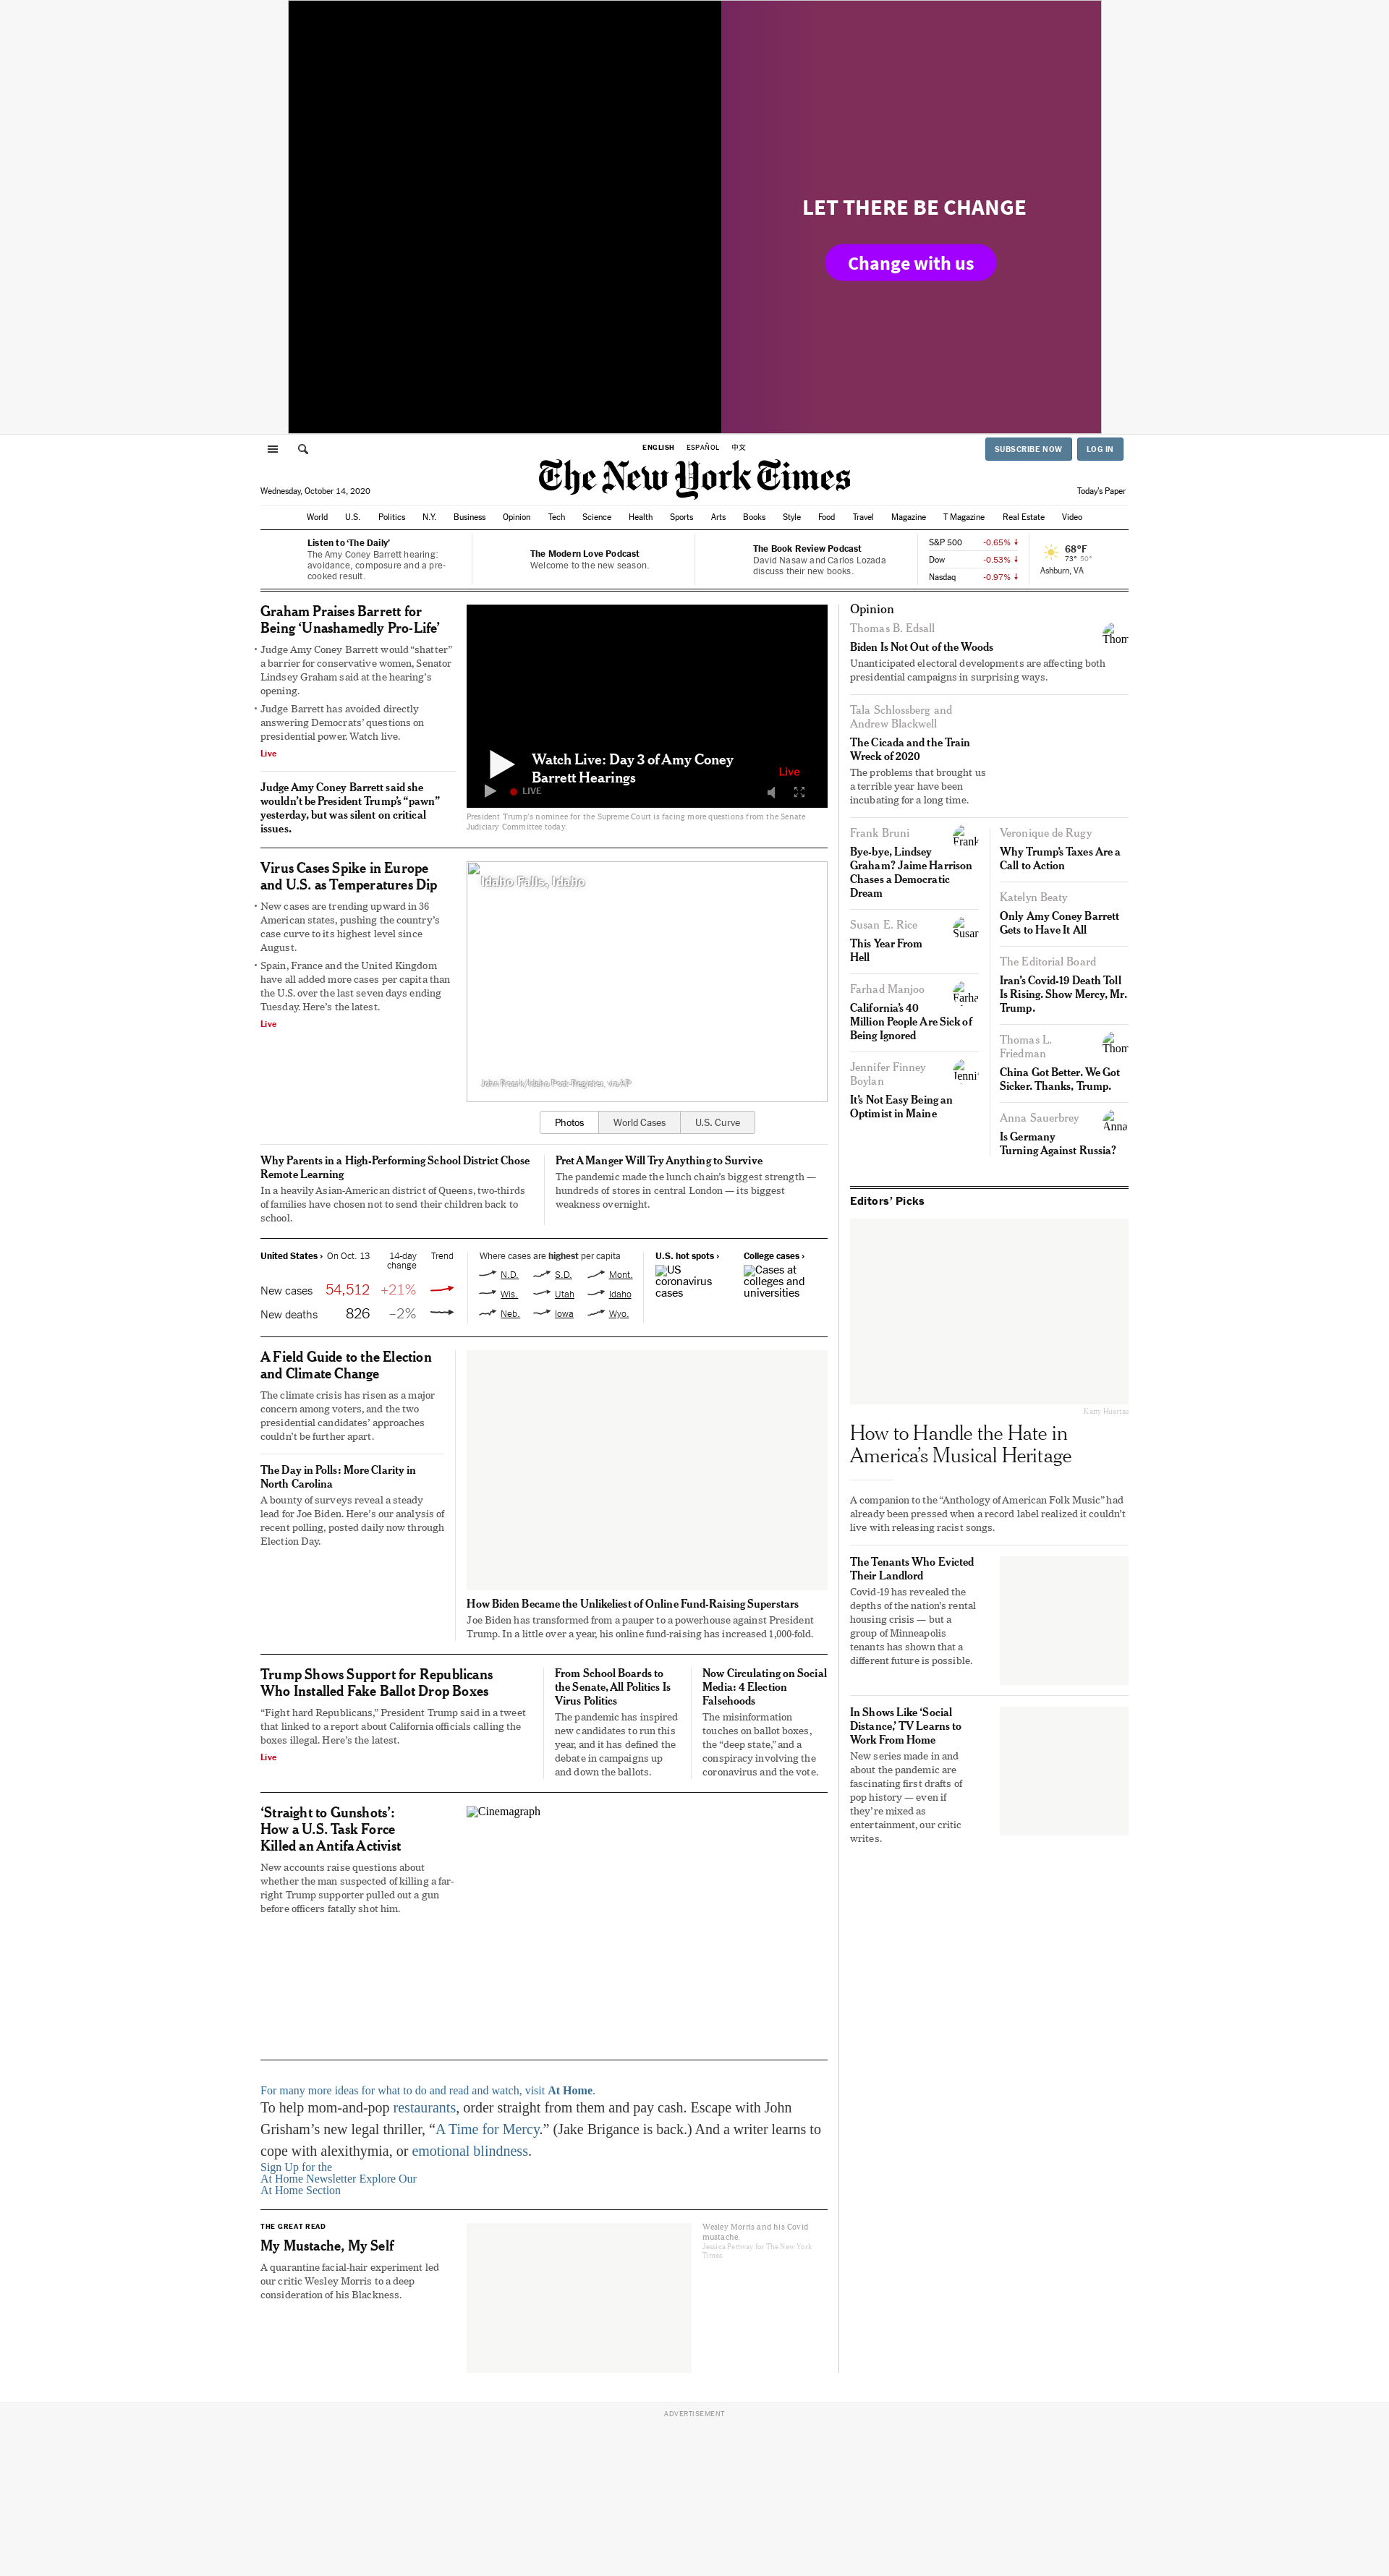 LET THERE BE CHANGE
Change with us
ENGLISH ESPAÑOL 中文
SUBSCRIBE NOW LOG IN
The New York Times
Wednesday, October 14, 2020
Today's Paper
World U.S. Politics N.Y. Business Opinion Tech Science Health Sports Arts Books Style Food Travel Magazine T Magazine Real Estate Video
Listen to ‘The Daily’
The Amy Coney Barrett hearing:
avoidance, composure and a pre-
cooked result.
The Modern Love Podcast
Welcome to the new season.
The Book Review Podcast
David Nasaw and Carlos Lozada
discuss their new books.
S&P 500 -0.65%
Dow -0.53%
Nasdaq -0.97%
68°F
73° 50°
Ashburn, VA
Graham Praises Barrett for
Being ‘Unashamedly Pro-Life’
• Judge Amy Coney Barrett would “shatter”
a barrier for conservative women, Senator
Lindsey Graham said at the hearing’s
opening.
• Judge Barrett has avoided directly
answering Democrats’ questions on
presidential power. Watch live.
Live
Judge Amy Coney Barrett said she
wouldn’t be President Trump’s “pawn”
yesterday, but was silent on critical
issues.
Watch Live: Day 3 of Amy Coney
Barrett Hearings
Live
LIVE
President Trump’s nominee for the Supreme Court is facing more questions from the Senate
Judiciary Committee today.
Virus Cases Spike in Europe
and U.S. as Temperatures Dip
• New cases are trending upward in 36
American states, pushing the country’s
case curve to its highest level since
August.
• Spain, France and the United Kingdom
have all added more cases per capita than
the U.S. over the last seven days ending
Tuesday. Here’s the latest.
Live
Idaho Falls, Idaho
John Roark/Idaho Post-Register, via AP
Photos World Cases U.S. Curve
Why Parents in a High-Performing School District Chose
Remote Learning
In a heavily Asian-American district of Queens, two-thirds
of families have chosen not to send their children back to
school.
Pret A Manger Will Try Anything to Survive
The pandemic made the lunch chain’s biggest strength —
hundreds of stores in central London — its biggest
weakness overnight.
United States › On Oct. 13 14-day
change Trend
New cases 54,512 +21%
New deaths 826 –2%
Where cases are highest per capita
N.D. S.D. Mont.
Wis. Utah Idaho
Neb. Iowa Wyo.
U.S. hot spots ›
US
coronavirus
cases
College cases ›
Cases at
colleges and
universities
A Field Guide to the Election
and Climate Change
The climate crisis has risen as a major
concern among voters, and the two
presidential candidates’ approaches
couldn’t be further apart.
The Day in Polls: More Clarity in
North Carolina
A bounty of surveys reveal a steady
lead for Joe Biden. Here’s our analysis of
recent polling, posted daily now through
Election Day.
How Biden Became the Unlikeliest of Online Fund-Raising Superstars
Joe Biden has transformed from a pauper to a powerhouse against President
Trump. In a little over a year, his online fund-raising has increased 1,000-fold.
Trump Shows Support for Republicans
Who Installed Fake Ballot Drop Boxes
“Fight hard Republicans,” President Trump said in a tweet
that linked to a report about California officials calling the
boxes illegal. Here’s the latest.
Live
From School Boards to
the Senate, All Politics Is
Virus Politics
The pandemic has inspired
new candidates to run this
year, and it has defined the
debate in campaigns up
and down the ballots.
Now Circulating on Social
Media: 4 Election
Falsehoods
The misinformation
touches on ballot boxes,
the “deep state,” and a
conspiracy involving the
coronavirus and the vote.
‘Straight to Gunshots’:
How a U.S. Task Force
Killed an Antifa Activist
New accounts raise questions about
whether the man suspected of killing a far-
right Trump supporter pulled out a gun
before officers fatally shot him.
Cinemagraph
For many more ideas for what to do and read and watch, visit At Home.
To help mom-and-pop restaurants, order straight from them and pay cash. Escape with John
Grisham’s new legal thriller, “A Time for Mercy.” (Jake Brigance is back.) And a writer learns to
cope with alexithymia, or emotional blindness.
Sign Up for the
At Home Newsletter Explore Our
At Home Section
THE GREAT READ
My Mustache, My Self
A quarantine facial-hair experiment led
our critic Wesley Morris to a deep
consideration of his Blackness.
Wesley Morris and his Covid
mustache.
Jessica Pettway for The New York
Times
Opinion
Thomas B. Edsall
Thom
Biden Is Not Out of the Woods
Unanticipated electoral developments are affecting both
presidential campaigns in surprising ways.
Tala Schlossberg and
Andrew Blackwell
The Cicada and the Train
Wreck of 2020
The problems that brought us
a terrible year have been
incubating for a long time.
Frank Bruni
Frank
Bye-bye, Lindsey
Graham? Jaime Harrison
Chases a Democratic
Dream
Susan E. Rice
Susan
This Year From
Hell
Farhad Manjoo
Farha
California’s 40
Million People Are Sick of
Being Ignored
Jennifer Finney
Boylan
Jenni
It’s Not Easy Being an
Optimist in Maine
Veronique de Rugy
Why Trump’s Taxes Are a
Call to Action
Katelyn Beaty
Only Amy Coney Barrett
Gets to Have It All
The Editorial Board
Iran’s Covid-19 Death Toll
Is Rising. Show Mercy, Mr.
Trump.
Thomas L.
Friedman
Thom
China Got Better. We Got
Sicker. Thanks, Trump.
Anna Sauerbrey
Anna
Is Germany
Turning Against Russia?
Editors’ Picks
Katty Huertas
How to Handle the Hate in
America’s Musical Heritage
A companion to the “Anthology of American Folk Music” had
already been pressed when a record label realized it couldn’t
live with releasing racist songs.
The Tenants Who Evicted
Their Landlord
Covid-19 has revealed the
depths of the nation’s rental
housing crisis — but a
group of Minneapolis
tenants has shown that a
different future is possible.
In Shows Like ‘Social
Distance,’ TV Learns to
Work From Home
New series made in and
about the pandemic are
fascinating first drafts of
pop history — even if
they’re mixed as
entertainment, our critic
writes.
ADVERTISEMENT